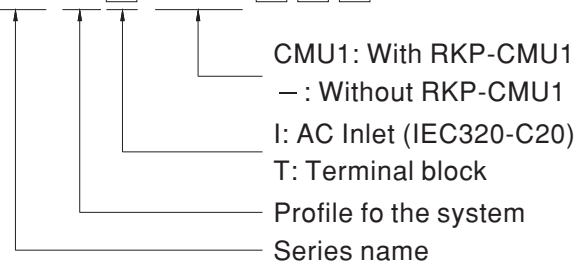 CMU1: With RKP-CMU1
– : Without RKP-CMU1
I: AC Inlet (IEC320-C20)
T: Terminal block
Profile fo the system
Series name